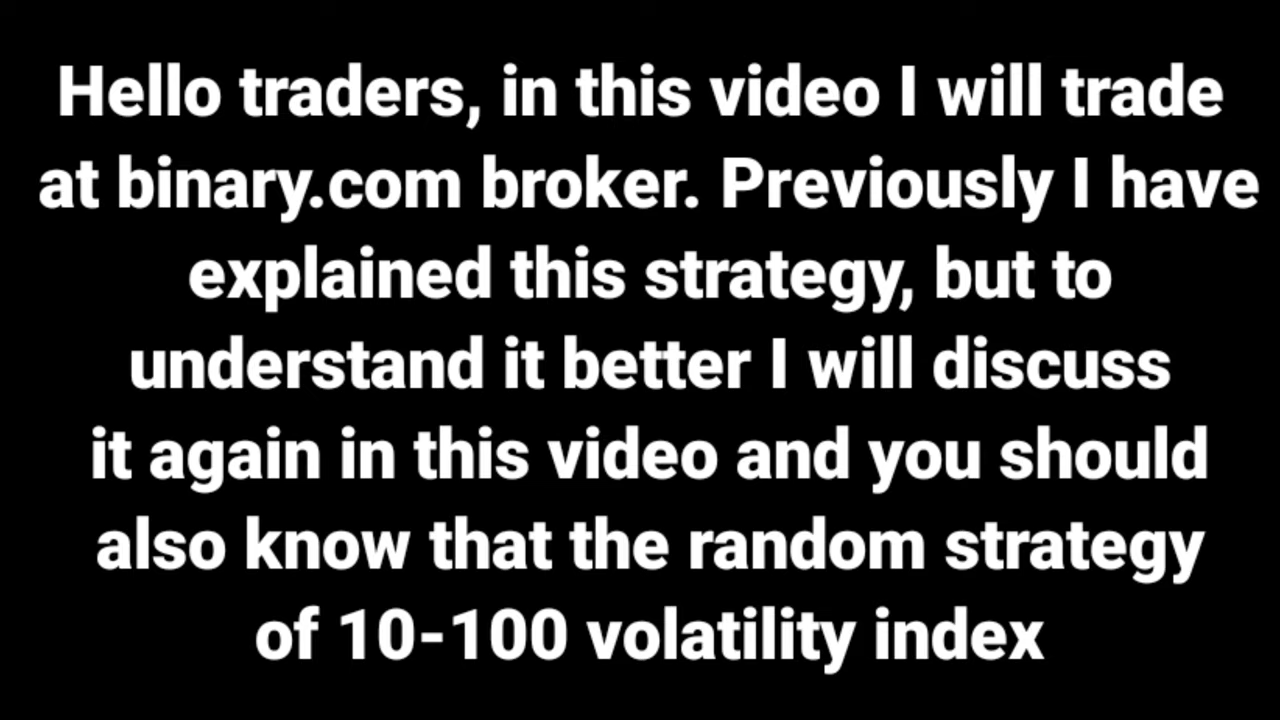 Hello traders, in this video I will trade
at binary.com broker. Previously I have
explained this strategy, but to
understand it better I will discuss
it again in this video and you should
also know that the random strategy
of 10-100 volatility index